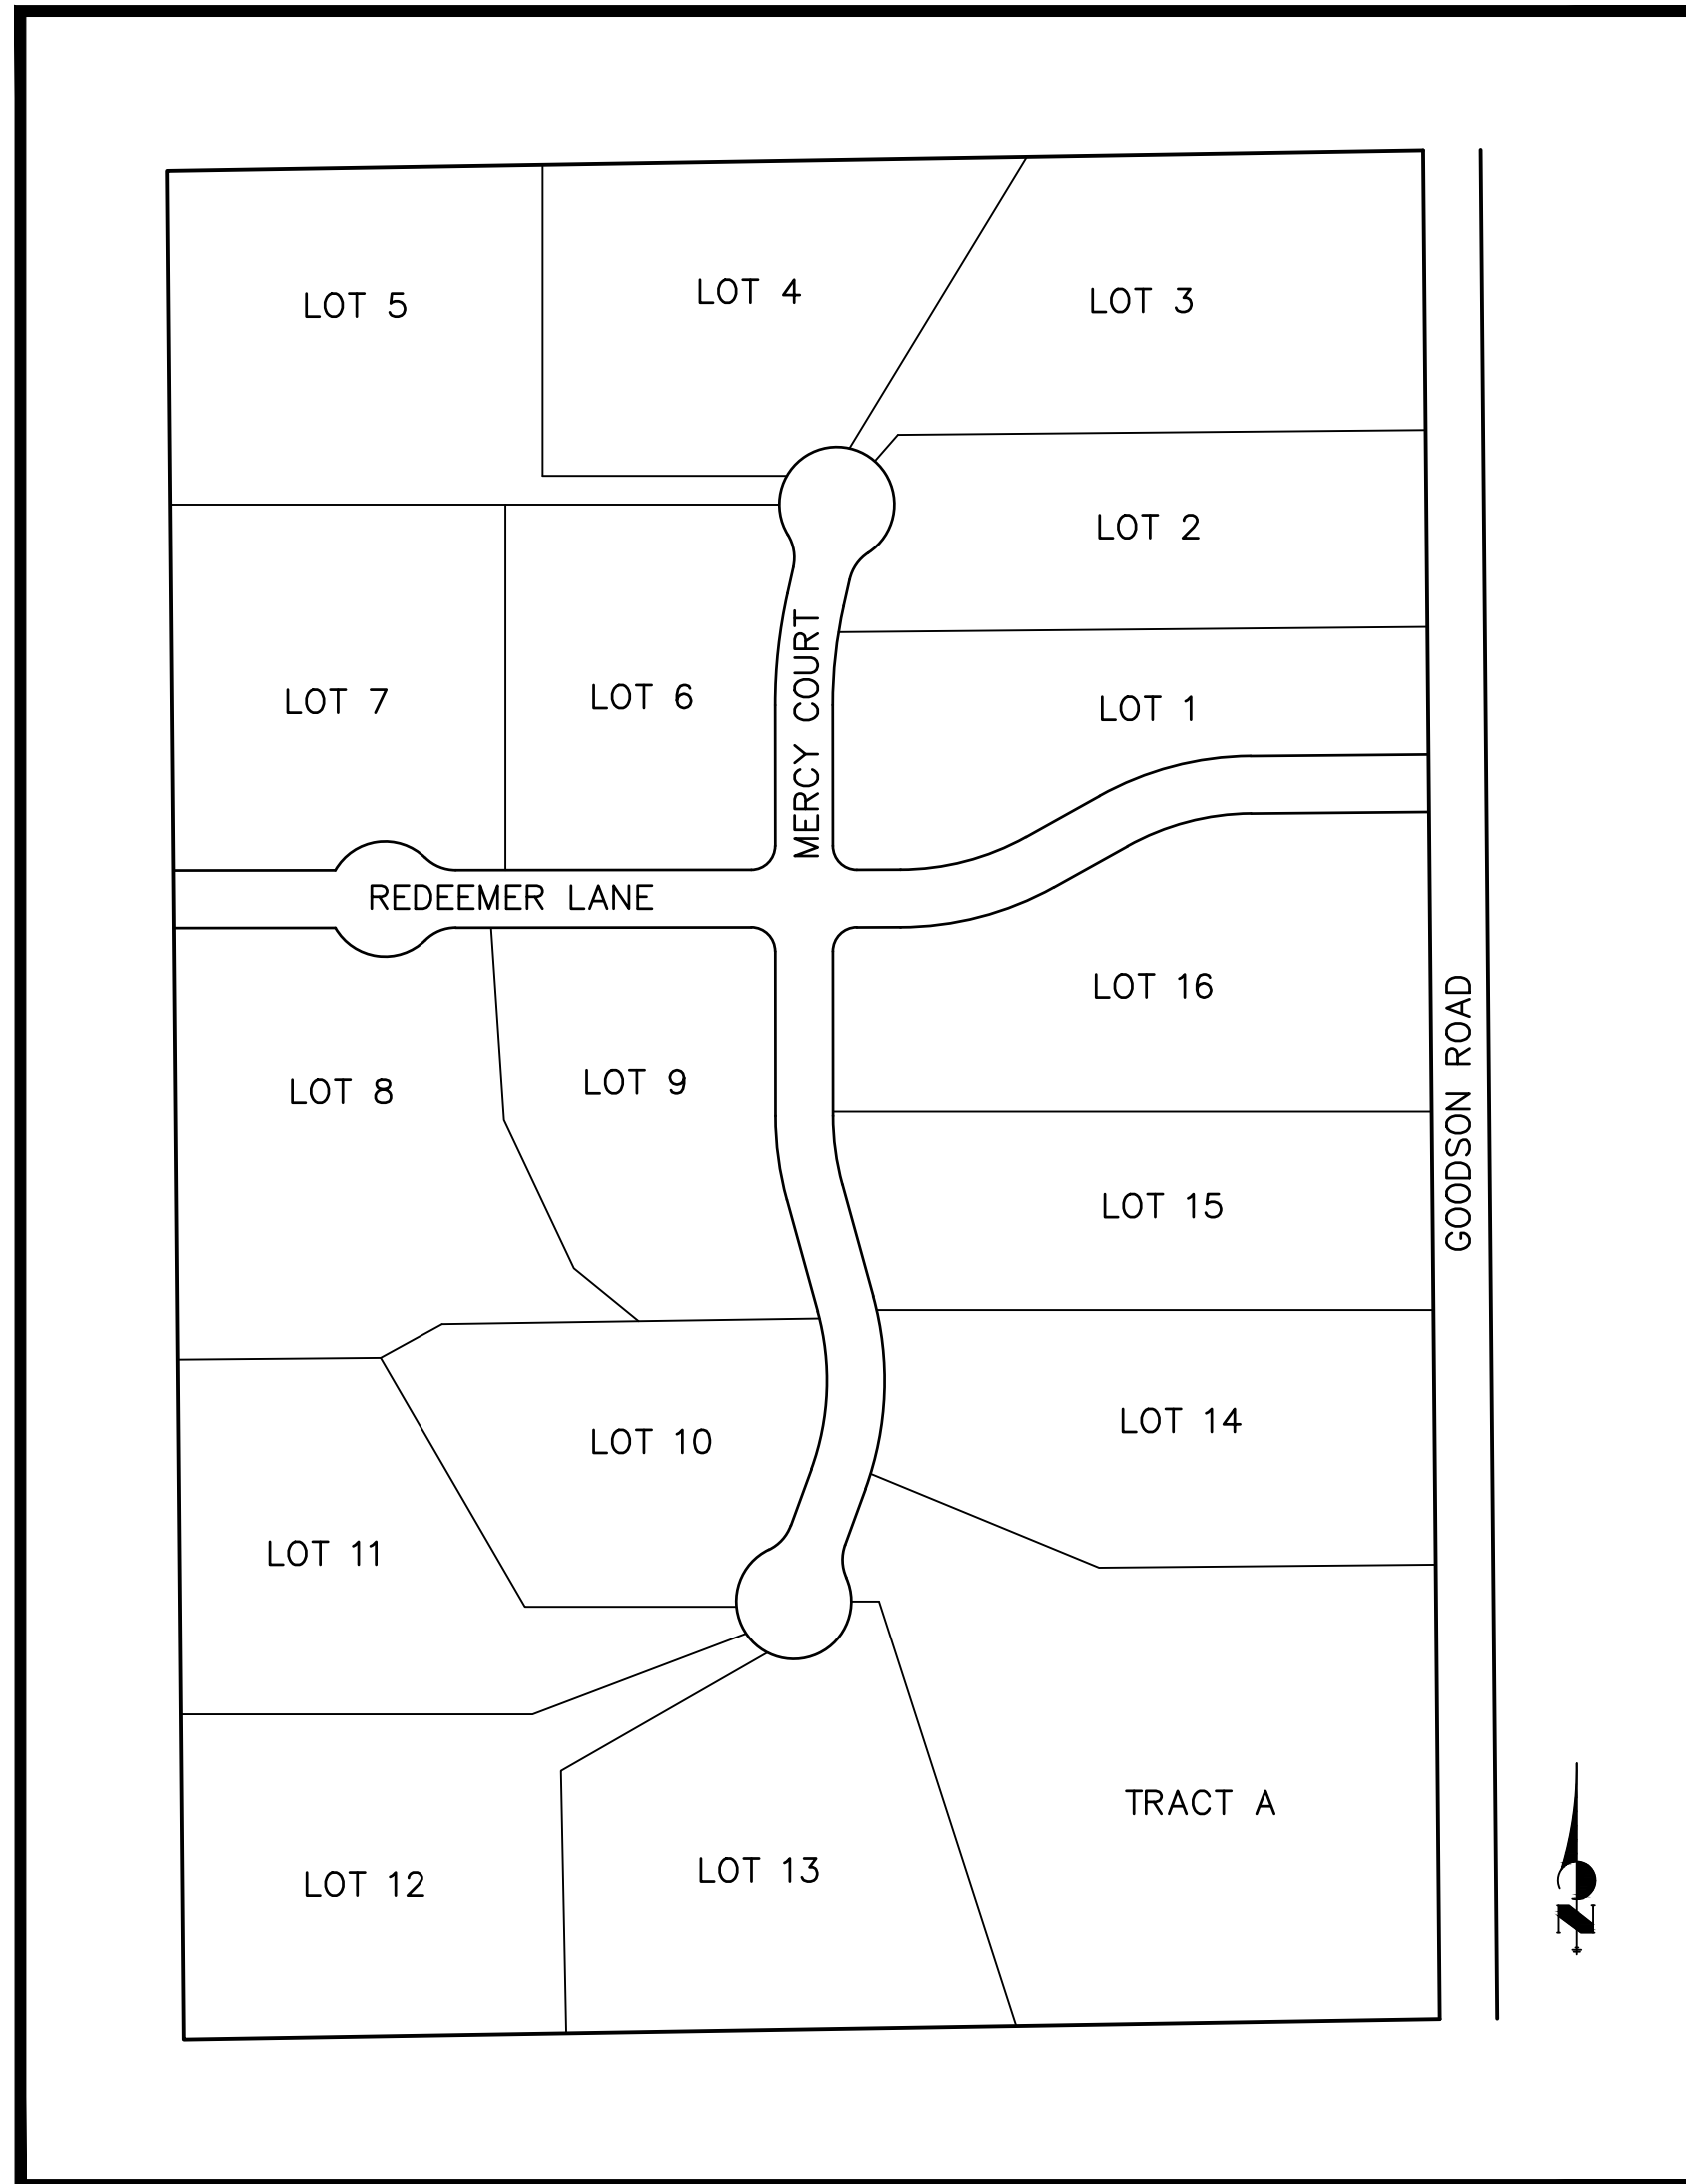 LOT 5
LOT 4
LOT 3
LOT 2
LOT 7
LOT 6
MERCY COURT
LOT 1
REDEEMER LANE
LOT 16
GOODSON ROAD
LOT 8
LOT 9
LOT 15
LOT 10
LOT 14
LOT 11
TRACT A
LOT 12
LOT 13
N